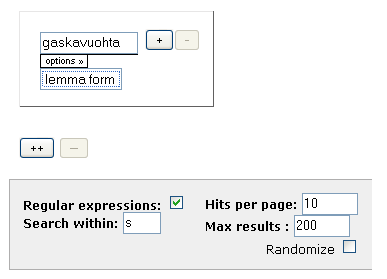 gaskavuohta + -
options »
lemma form
++ —
Regular expressions: Hits per page: 10
Search within: s Max results : 200
Randomize